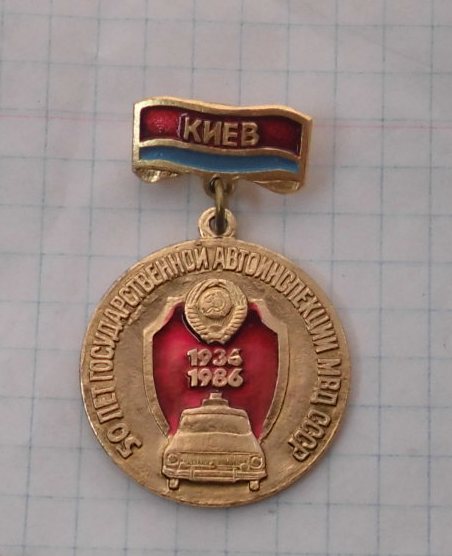 КИЕВ
50 ЛЕТ ГОСУДАРСТВЕННОЙ АВТОИНСПЕКЦИИ МВД СССР
1936
1986